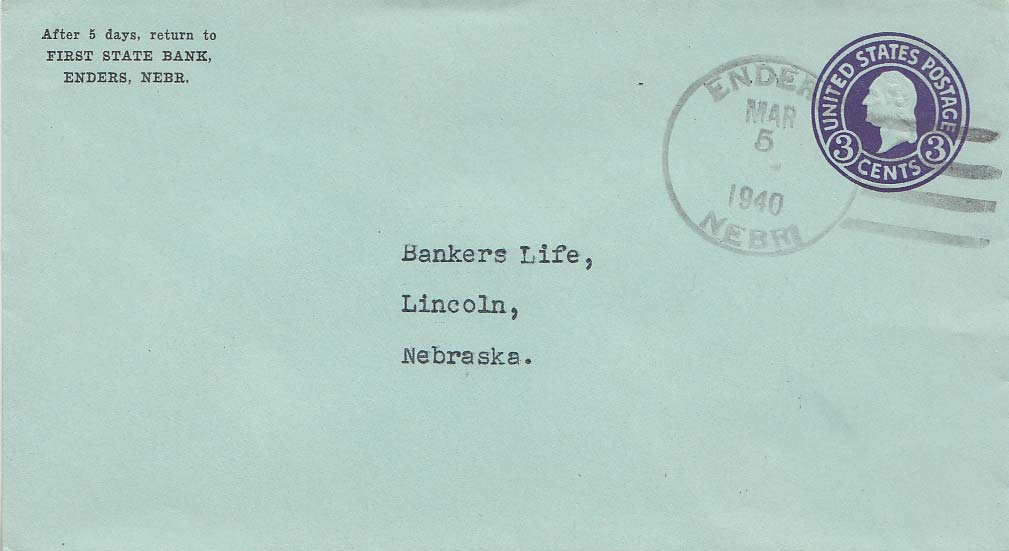 After 5 days, return to
FIRST STATE BANK,
ENDERS, NEBR.
ENDER
MAR
5
1940
NEBR
UNITED STATES POSTAGE
3 CENTS 3
Bankers Life,
Lincoln,
Nebraska.